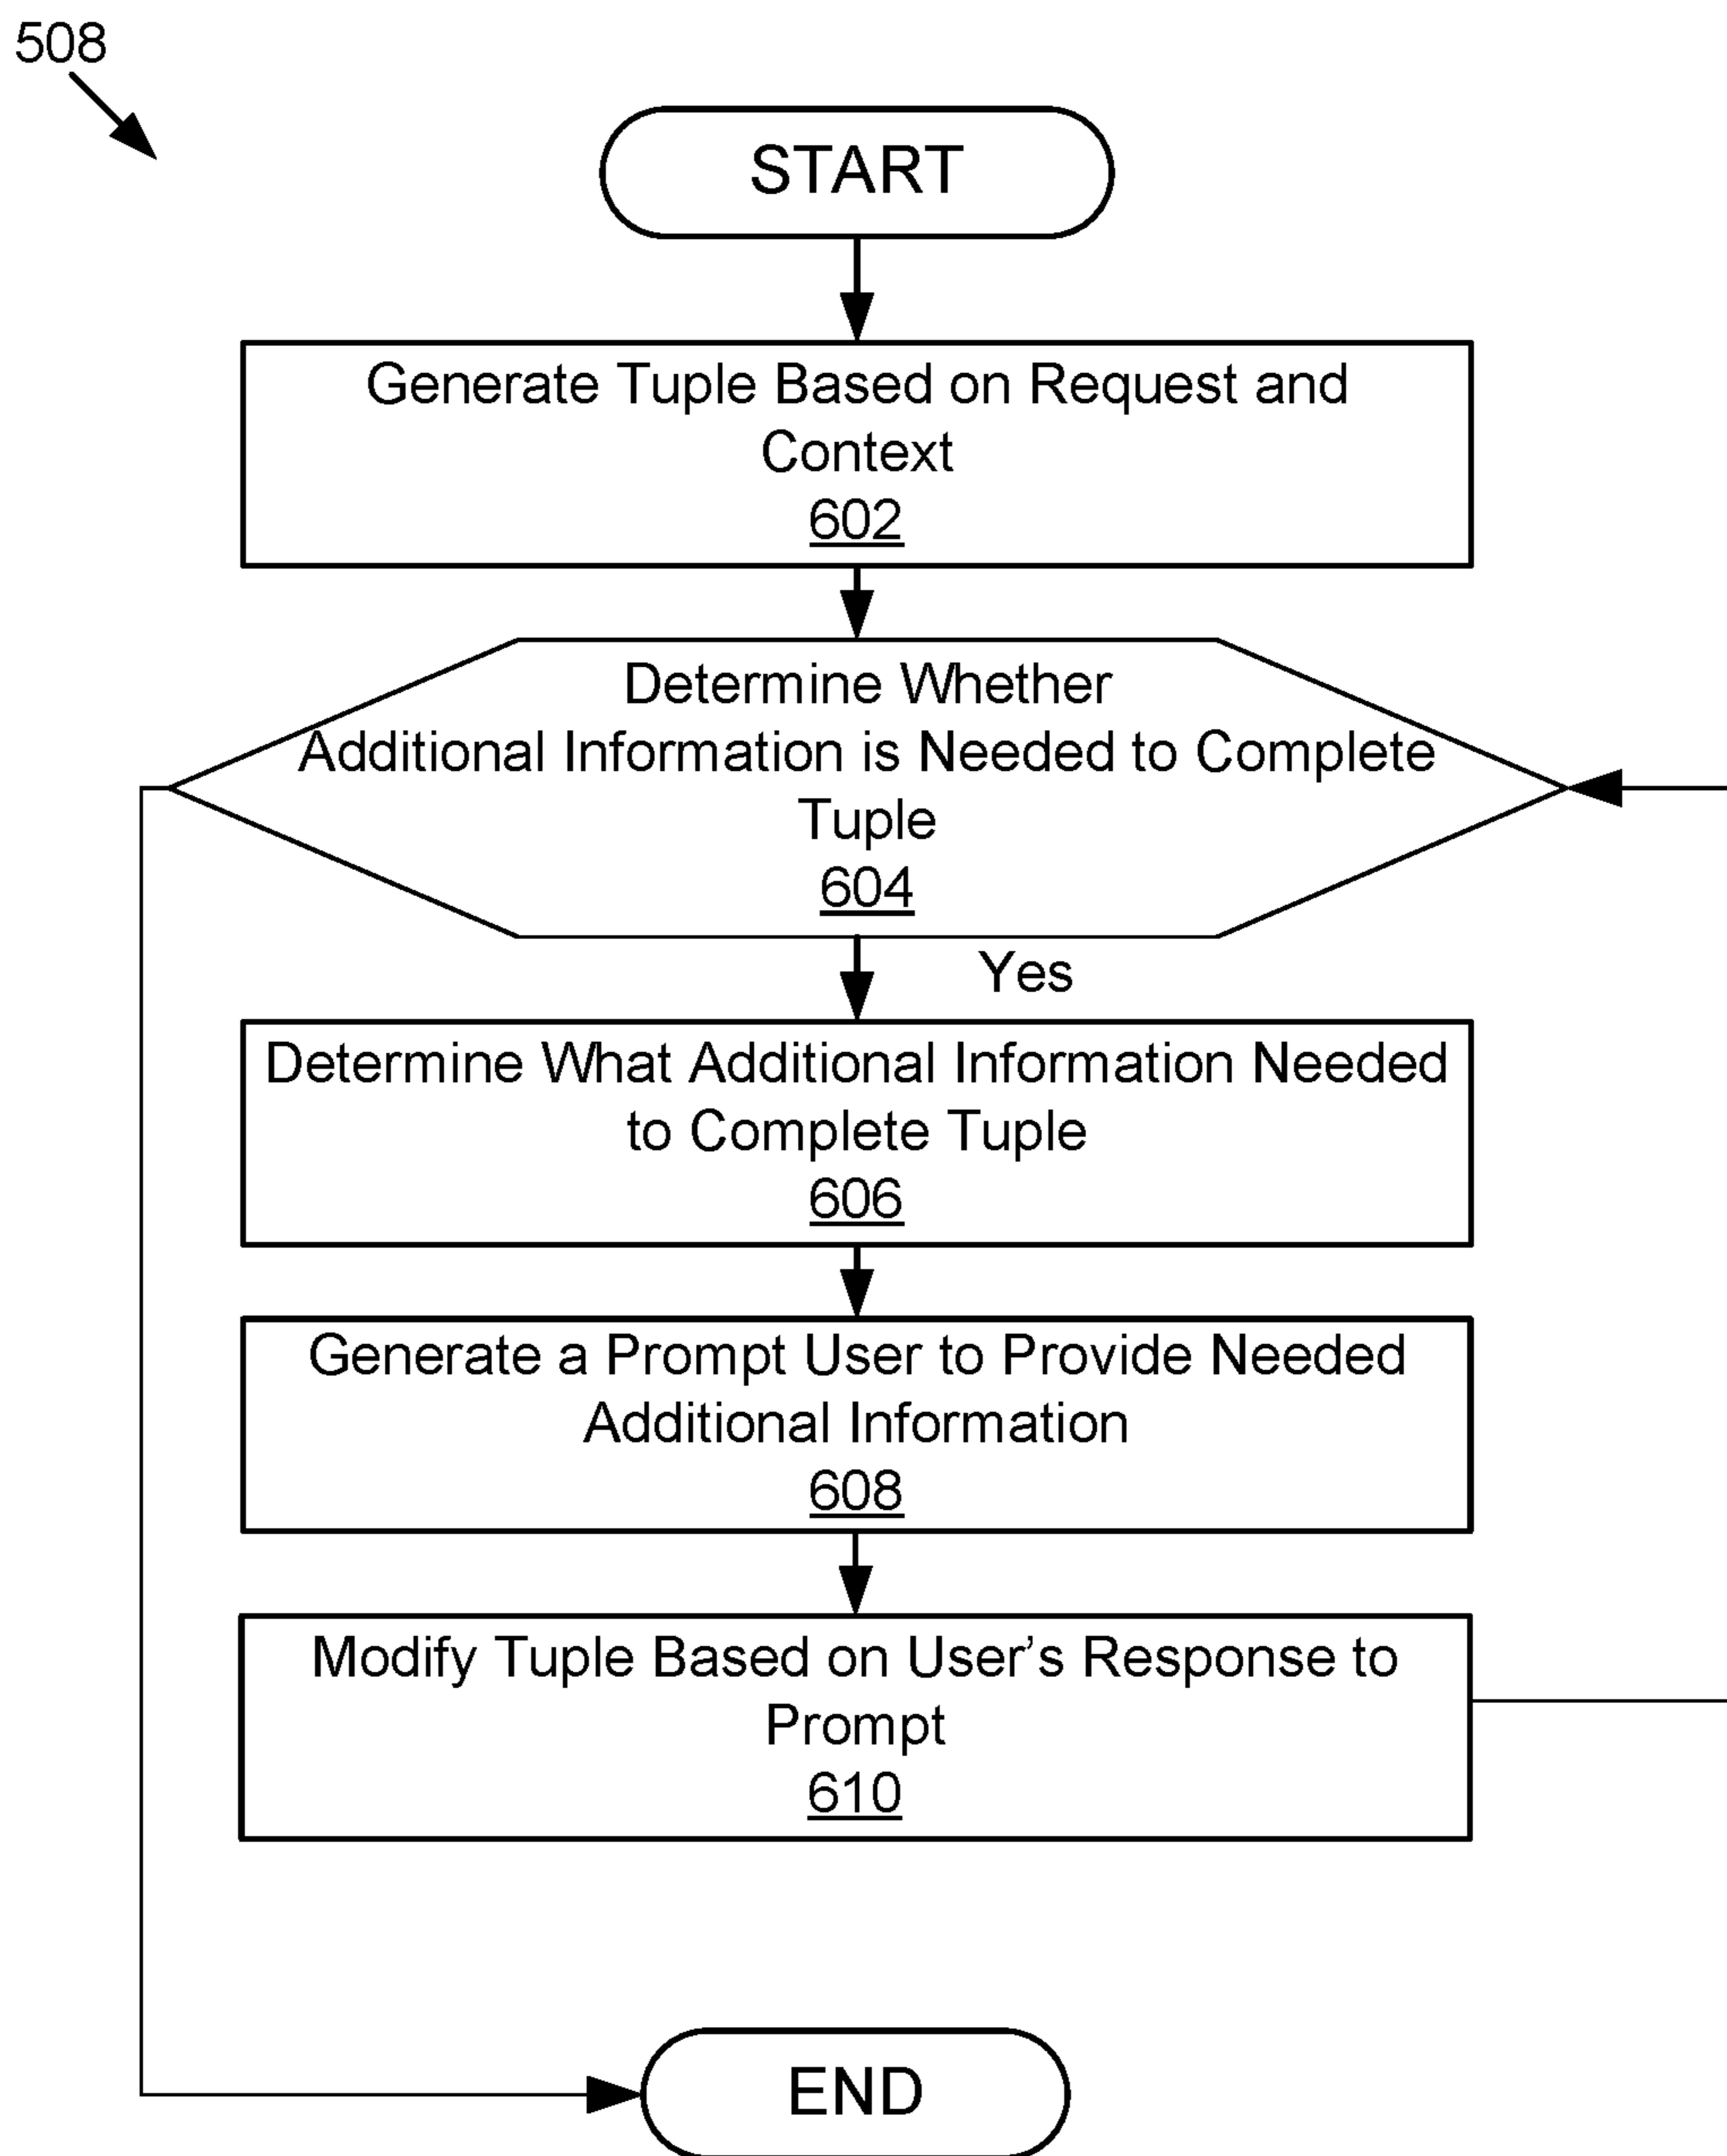 508
START
Generate Tuple Based on Request and
Context
602
Determine Whether
Additional Information is Needed to Complete
Tuple
604
Yes
Determine What Additional Information Needed
to Complete Tuple
606
Generate a Prompt User to Provide Needed
Additional Information
608
Modify Tuple Based on User’s Response to
Prompt
610
END